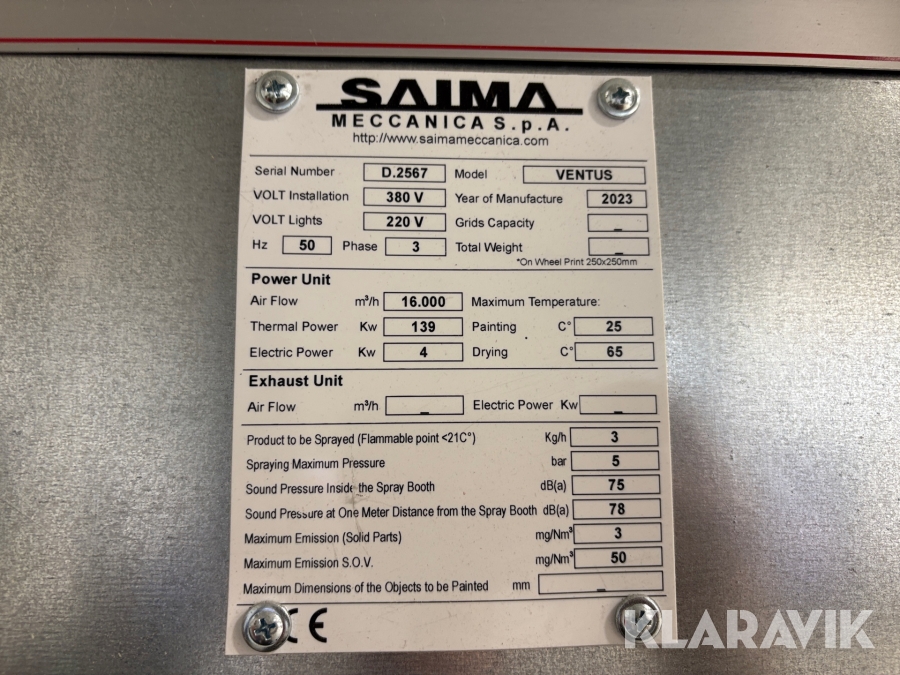 SAIMA
MECCANICA S.p.A.
http://www.saimameccanica.com
Serial Number D.2567 Model VENTUS
VOLT Installation 380 V Year of Manufacture 2023
VOLT Lights 220 V Grids Capacity _
Hz 50 Phase 3 Total Weight _
*On Wheel Print 250x250mm
Power Unit
Air Flow m³/h 16.000 Maximum Temperature:
Thermal Power Kw 139 Painting C° 25
Electric Power Kw 4 Drying C° 65
Exhaust Unit
Air Flow m³/h _ Electric Power Kw _
Product to be Sprayed (Flammable point <21C°) Kg/h 3
Spraying Maximum Pressure bar 5
Sound Pressure Inside the Spray Booth dB(a) 75
Sound Pressure at One Meter Distance from the Spray Booth dB(a) 78
Maximum Emission (Solid Parts) mg/Nm³ 3
Maximum Emission S.O.V. mg/Nm³ 50
Maximum Dimensions of the Objects to be Painted mm _
CE
KLARAVIK